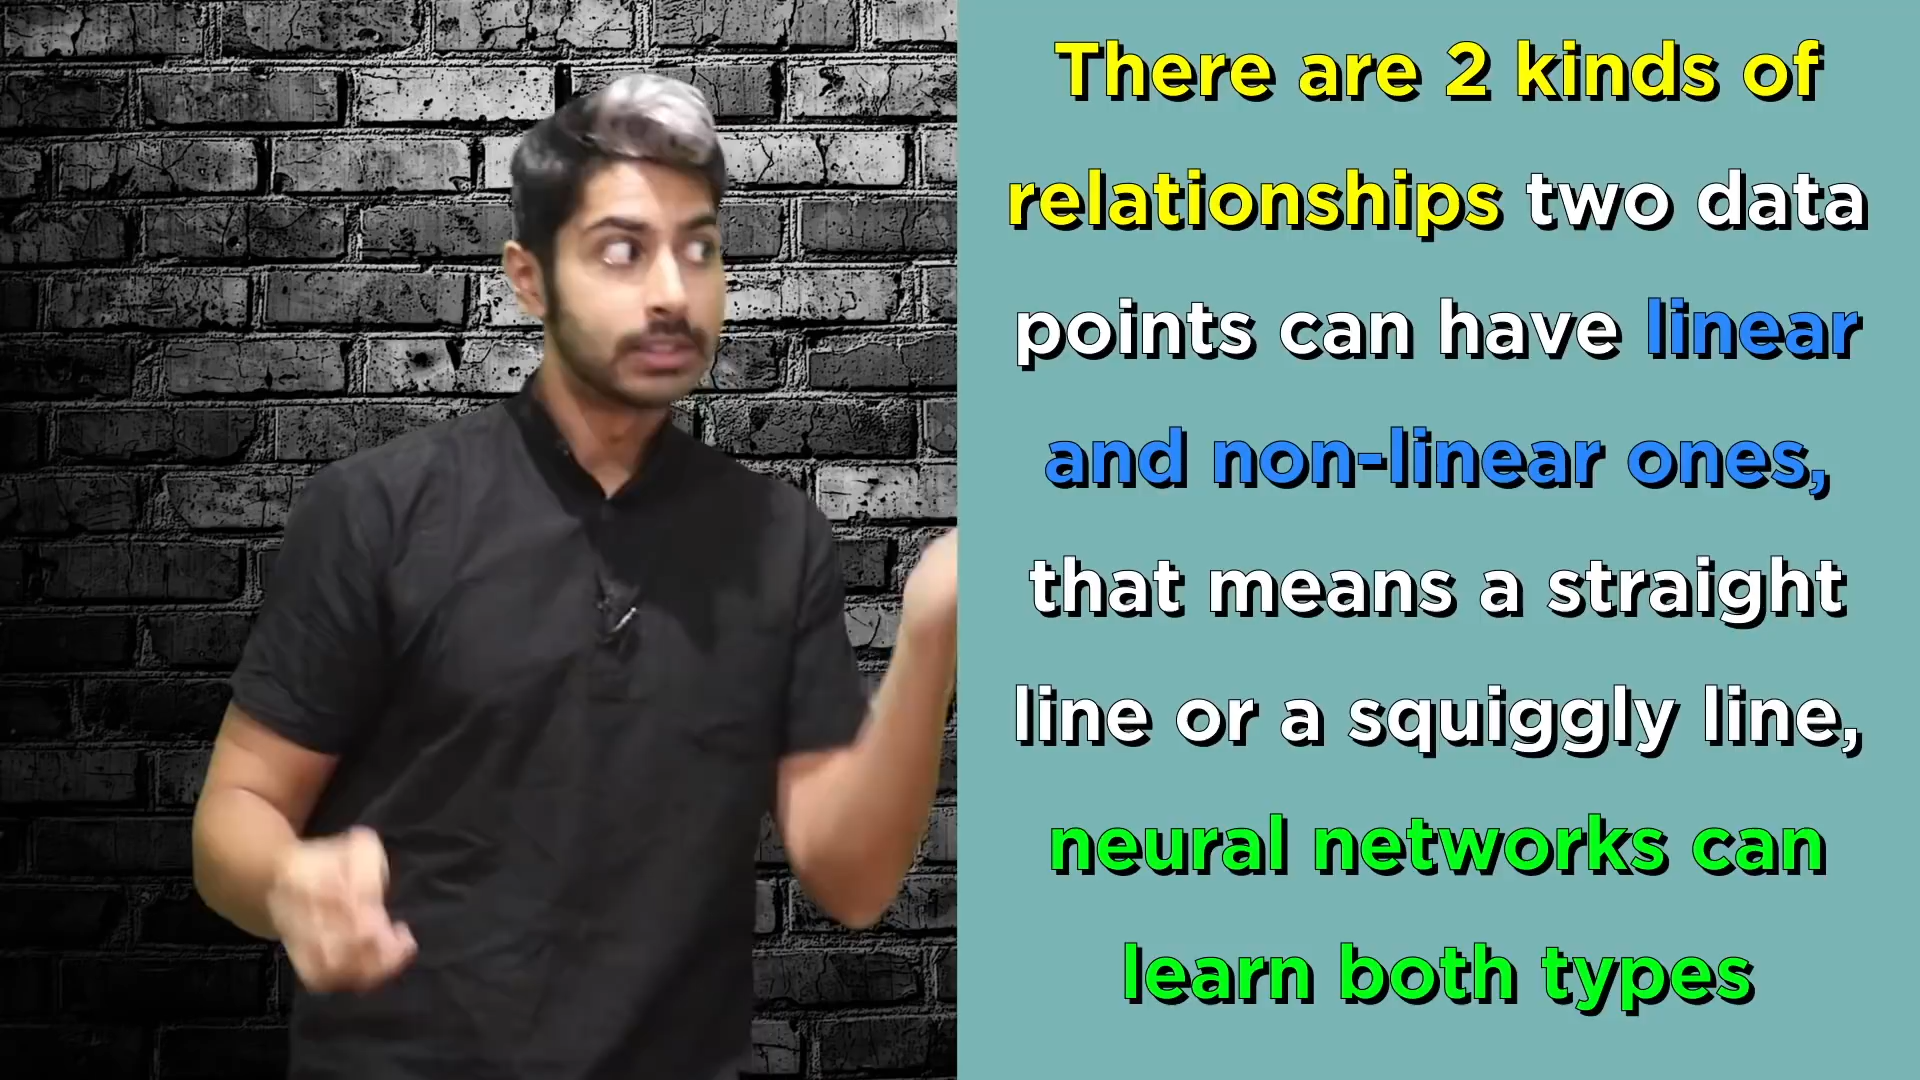 There are 2 kinds of
relationships two data
points can have linear
and non-linear ones,
that means a straight
line or a squiggly line,
neural networks can
learn both types